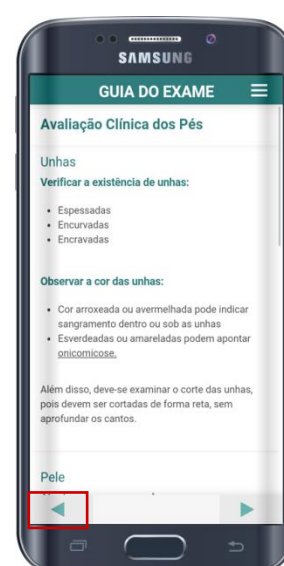 SAMSUNG
GUIA DO EXAME
Avaliação Clínica dos Pés
Unhas
Verificar a existência de unhas:
• Espessadas
• Encurvadas
• Encravadas
Observar a cor das unhas:
• Cor arroxeada ou avermelhada pode indicar
sangramento dentro ou sob as unhas
• Esverdeadas ou amareladas podem apontar
onicomicose.
Além disso, deve-se examinar o corte das unhas,
pois devem ser cortadas de forma reta, sem
aprofundar os cantos.
Pele